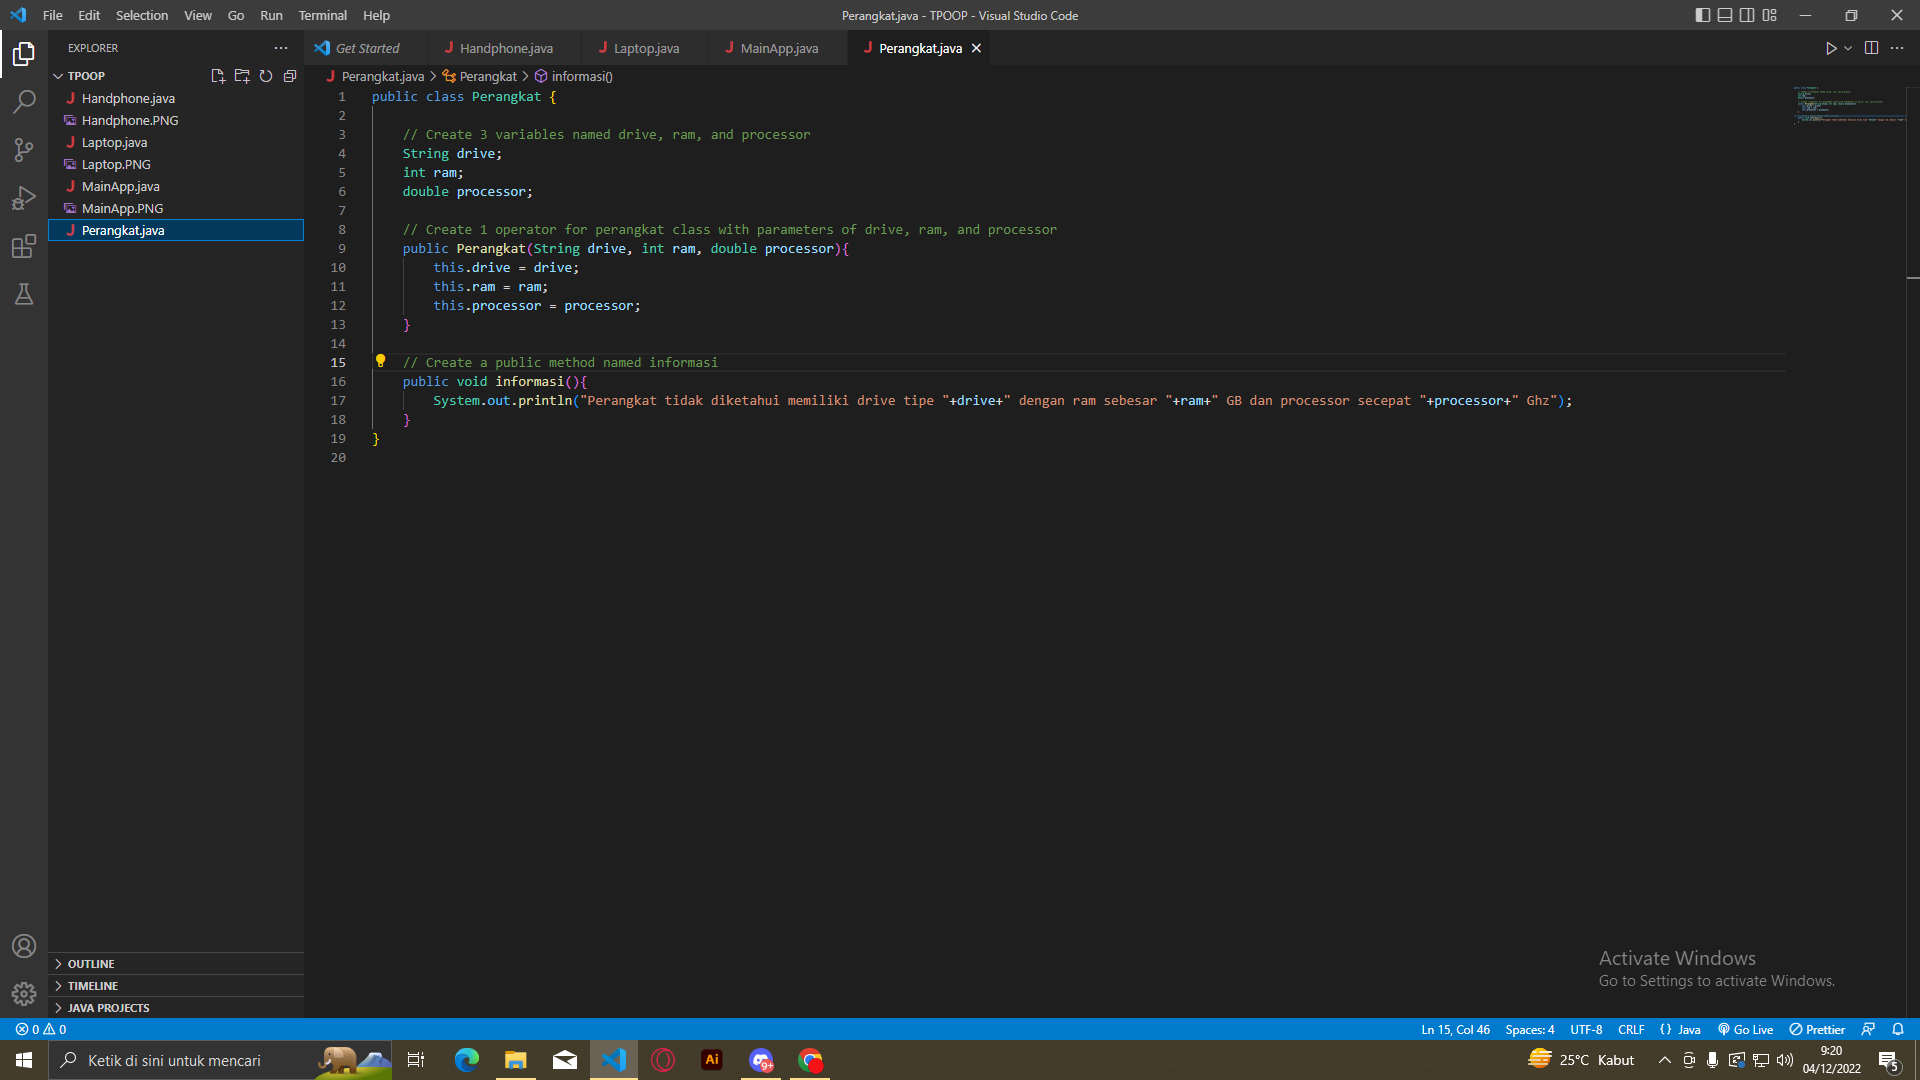 File Edit Selection View Go Run Terminal Help
Perangkat.java - TPOOP - Visual Studio Code
EXPLORER
TPOOP
Handphone.java
Handphone.PNG
Laptop.java
Laptop.PNG
MainApp.java
MainApp.PNG
Perangkat.java
OUTLINE
TIMELINE
JAVA PROJECTS
Get Started Handphone.java Laptop.java MainApp.java Perangkat.java
Perangkat.java > Perangkat > informasi()
1 public class Perangkat {
2
3 // Create 3 variables named drive, ram, and processor
4 String drive;
5 int ram;
6 double processor;
7
8 // Create 1 operator for perangkat class with parameters of drive, ram, and processor
9 public Perangkat(String drive, int ram, double processor){
10 this.drive = drive;
11 this.ram = ram;
12 this.processor = processor;
13 }
14
15 // Create a public method named informasi
16 public void informasi(){
17 System.out.println("Perangkat tidak diketahui memiliki drive tipe "+drive+" dengan ram sebesar "+ram+" GB dan processor secepat "+processor+" Ghz");
18 }
19 }
20
Activate Windows
Go to Settings to activate Windows.
0 0
Ln 15, Col 46 Spaces: 4 UTF-8 CRLF {} Java Go Live Prettier
Ketik di sini untuk mencari
Ai
9+
25°C Kabut
9:20
04/12/2022
5